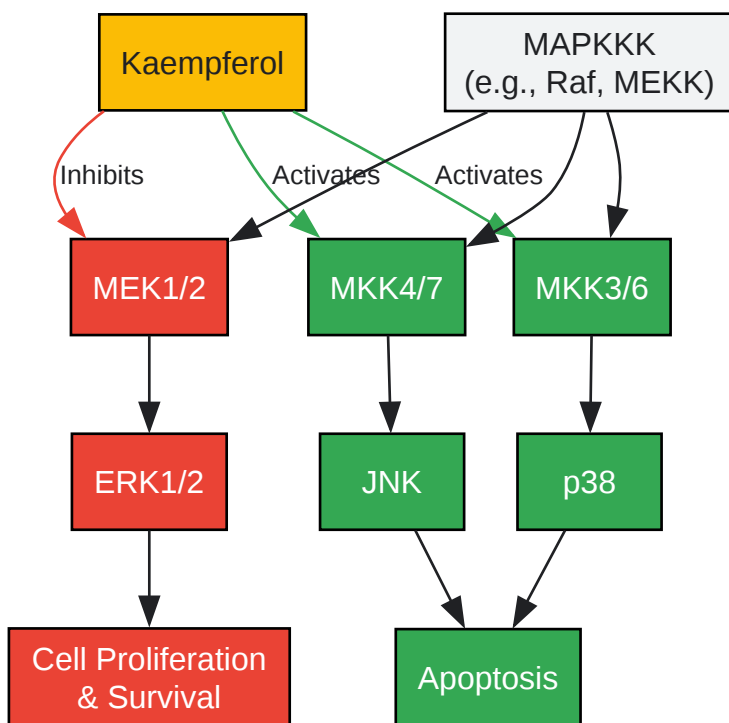 Kaempferol
MAPKKK
(e.g., Raf, MEKK)
Inhibits
Activates
Activates
MEK1/2
MKK4/7
MKK3/6
ERK1/2
JNK
p38
Cell Proliferation
& Survival
Apoptosis